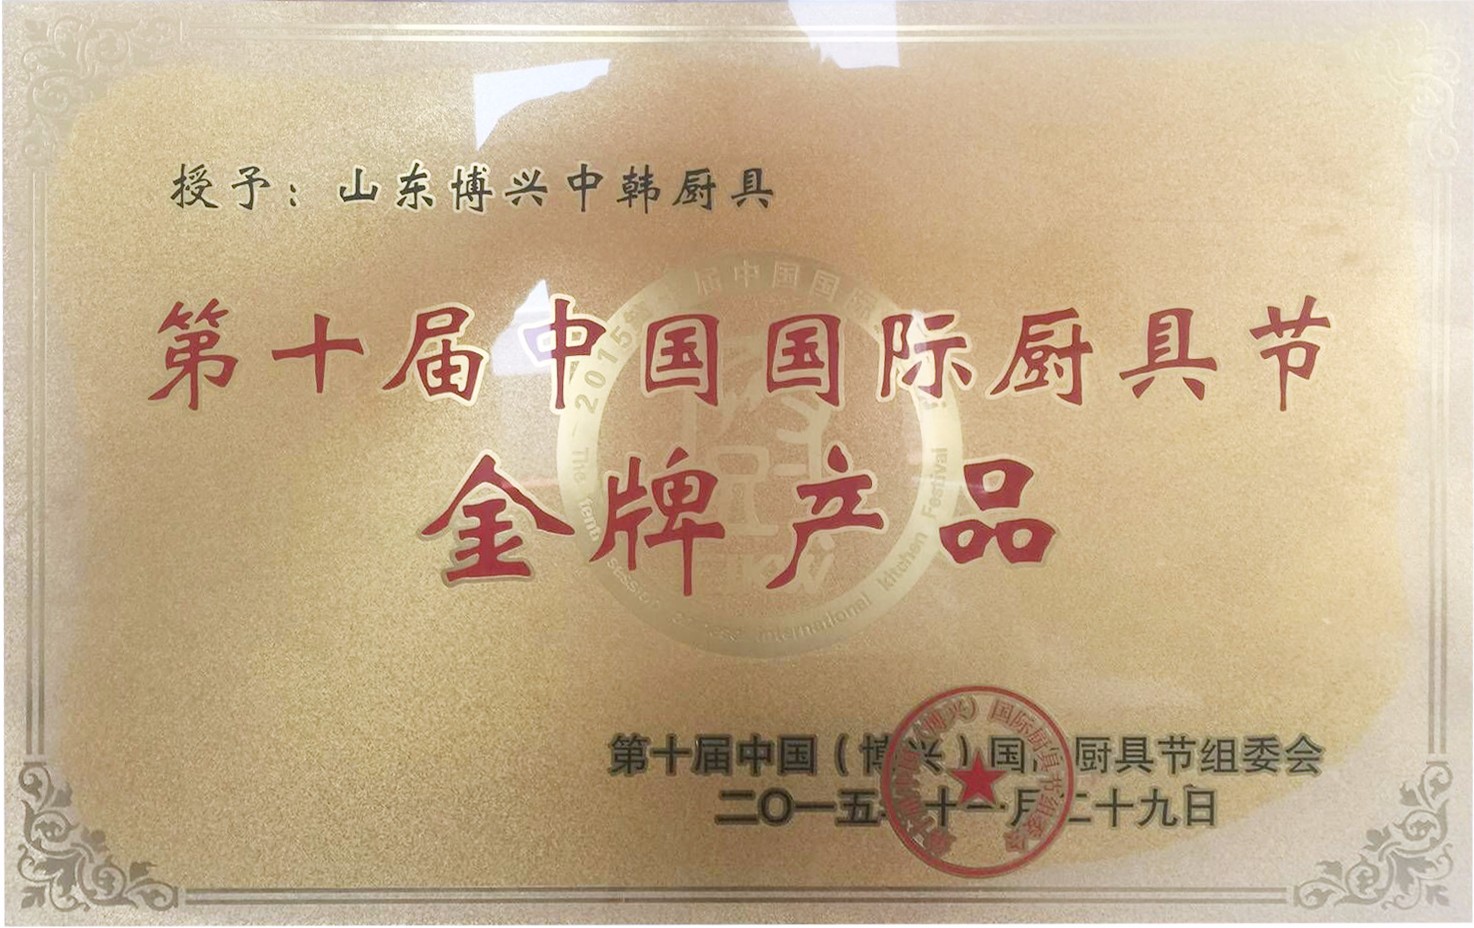 授予：山东博兴中韩厨具
第十届中国国际厨具节
金牌产品
第十届中国（博兴）国际厨具节组委会
二〇一五年十一月二十九日